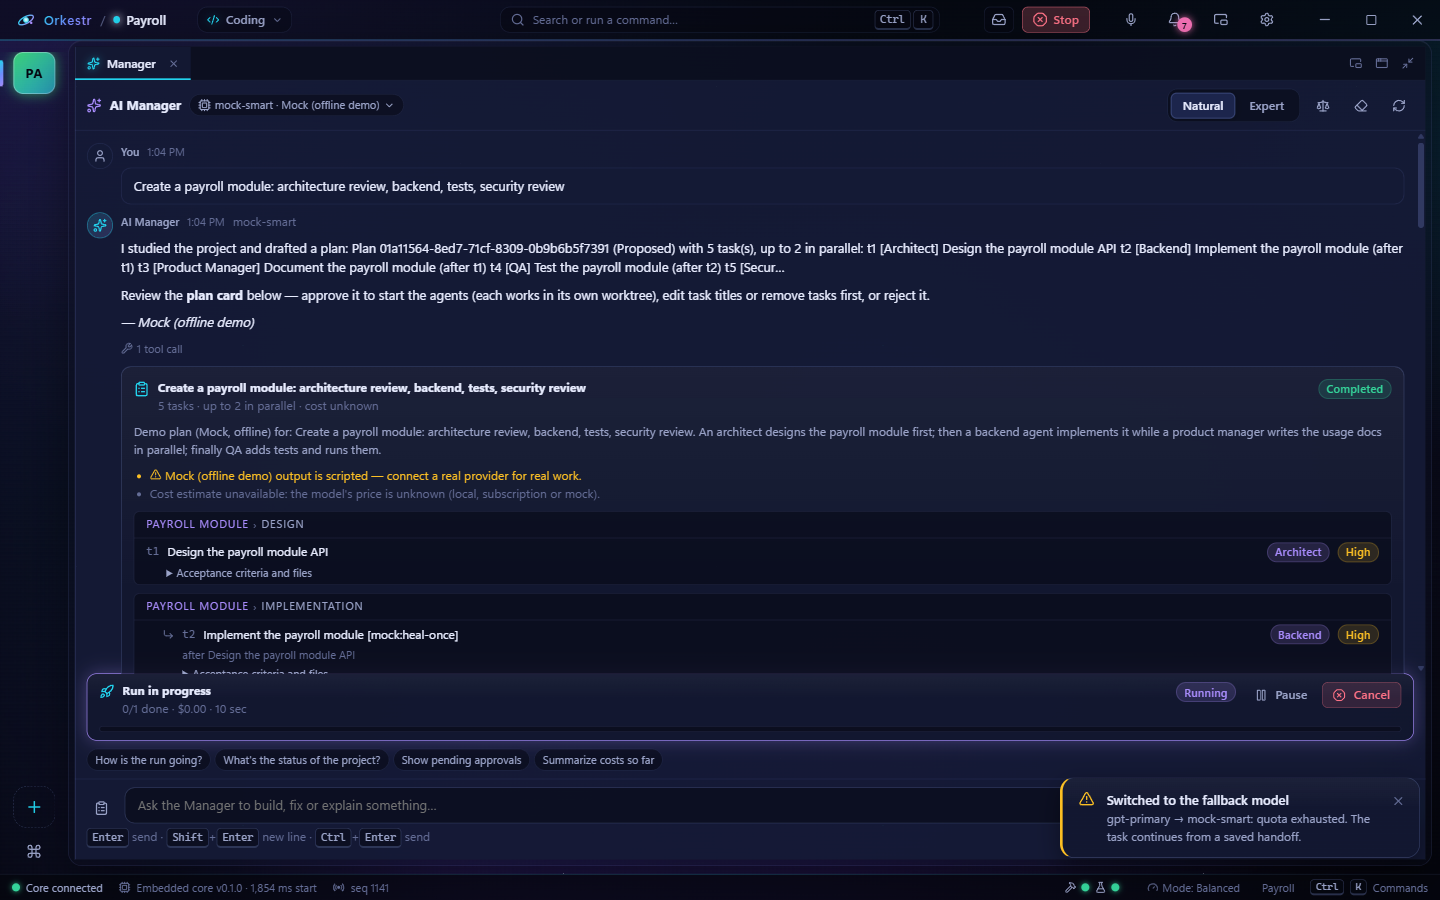 Orkestr / Payroll
Coding
Search or run a command...
Ctrl K
Stop
7
PA
Manager
AI Manager
mock-smart · Mock (offline demo)
Natural
Expert
You 1:04 PM
Create a payroll module: architecture review, backend, tests, security review
AI Manager 1:04 PM mock-smart
I studied the project and drafted a plan: Plan 01a11564-8ed7-71cf-8309-0b9b6b5f7391 (Proposed) with 5 task(s), up to 2 in parallel: t1 [Architect] Design the payroll module API t2 [Backend] Implement the payroll module (after
t1) t3 [Product Manager] Document the payroll module (after t1) t4 [QA] Test the payroll module (after t2) t5 [Secur...
Review the plan card below — approve it to start the agents (each works in its own worktree), edit task titles or remove tasks first, or reject it.
— Mock (offline demo)
1 tool call
Create a payroll module: architecture review, backend, tests, security review
Completed
5 tasks · up to 2 in parallel · cost unknown
Demo plan (Mock, offline) for: Create a payroll module: architecture review, backend, tests, security review. An architect designs the payroll module first; then a backend agent implements it while a product manager writes the usage docs
in parallel; finally QA adds tests and runs them.
• Mock (offline demo) output is scripted — connect a real provider for real work.
• Cost estimate unavailable: the model's price is unknown (local, subscription or mock).
PAYROLL MODULE › DESIGN
t1 Design the payroll module API
Architect High
Acceptance criteria and files
PAYROLL MODULE › IMPLEMENTATION
t2 Implement the payroll module [mock:heal-once]
Backend High
after Design the payroll module API
Acceptance criteria and files
Run in progress
0/1 done · $0.00 · 10 sec
Running
Pause
Cancel
How is the run going?
What's the status of the project?
Show pending approvals
Summarize costs so far
Ask the Manager to build, fix or explain something...
Enter send · Shift + Enter new line · Ctrl + Enter send
Switched to the fallback model
gpt-primary → mock-smart: quota exhausted. The
task continues from a saved handoff.
Core connected
Embedded core v0.1.0 · 1,854 ms start
seq 1141
Mode: Balanced
Payroll
Ctrl K Commands